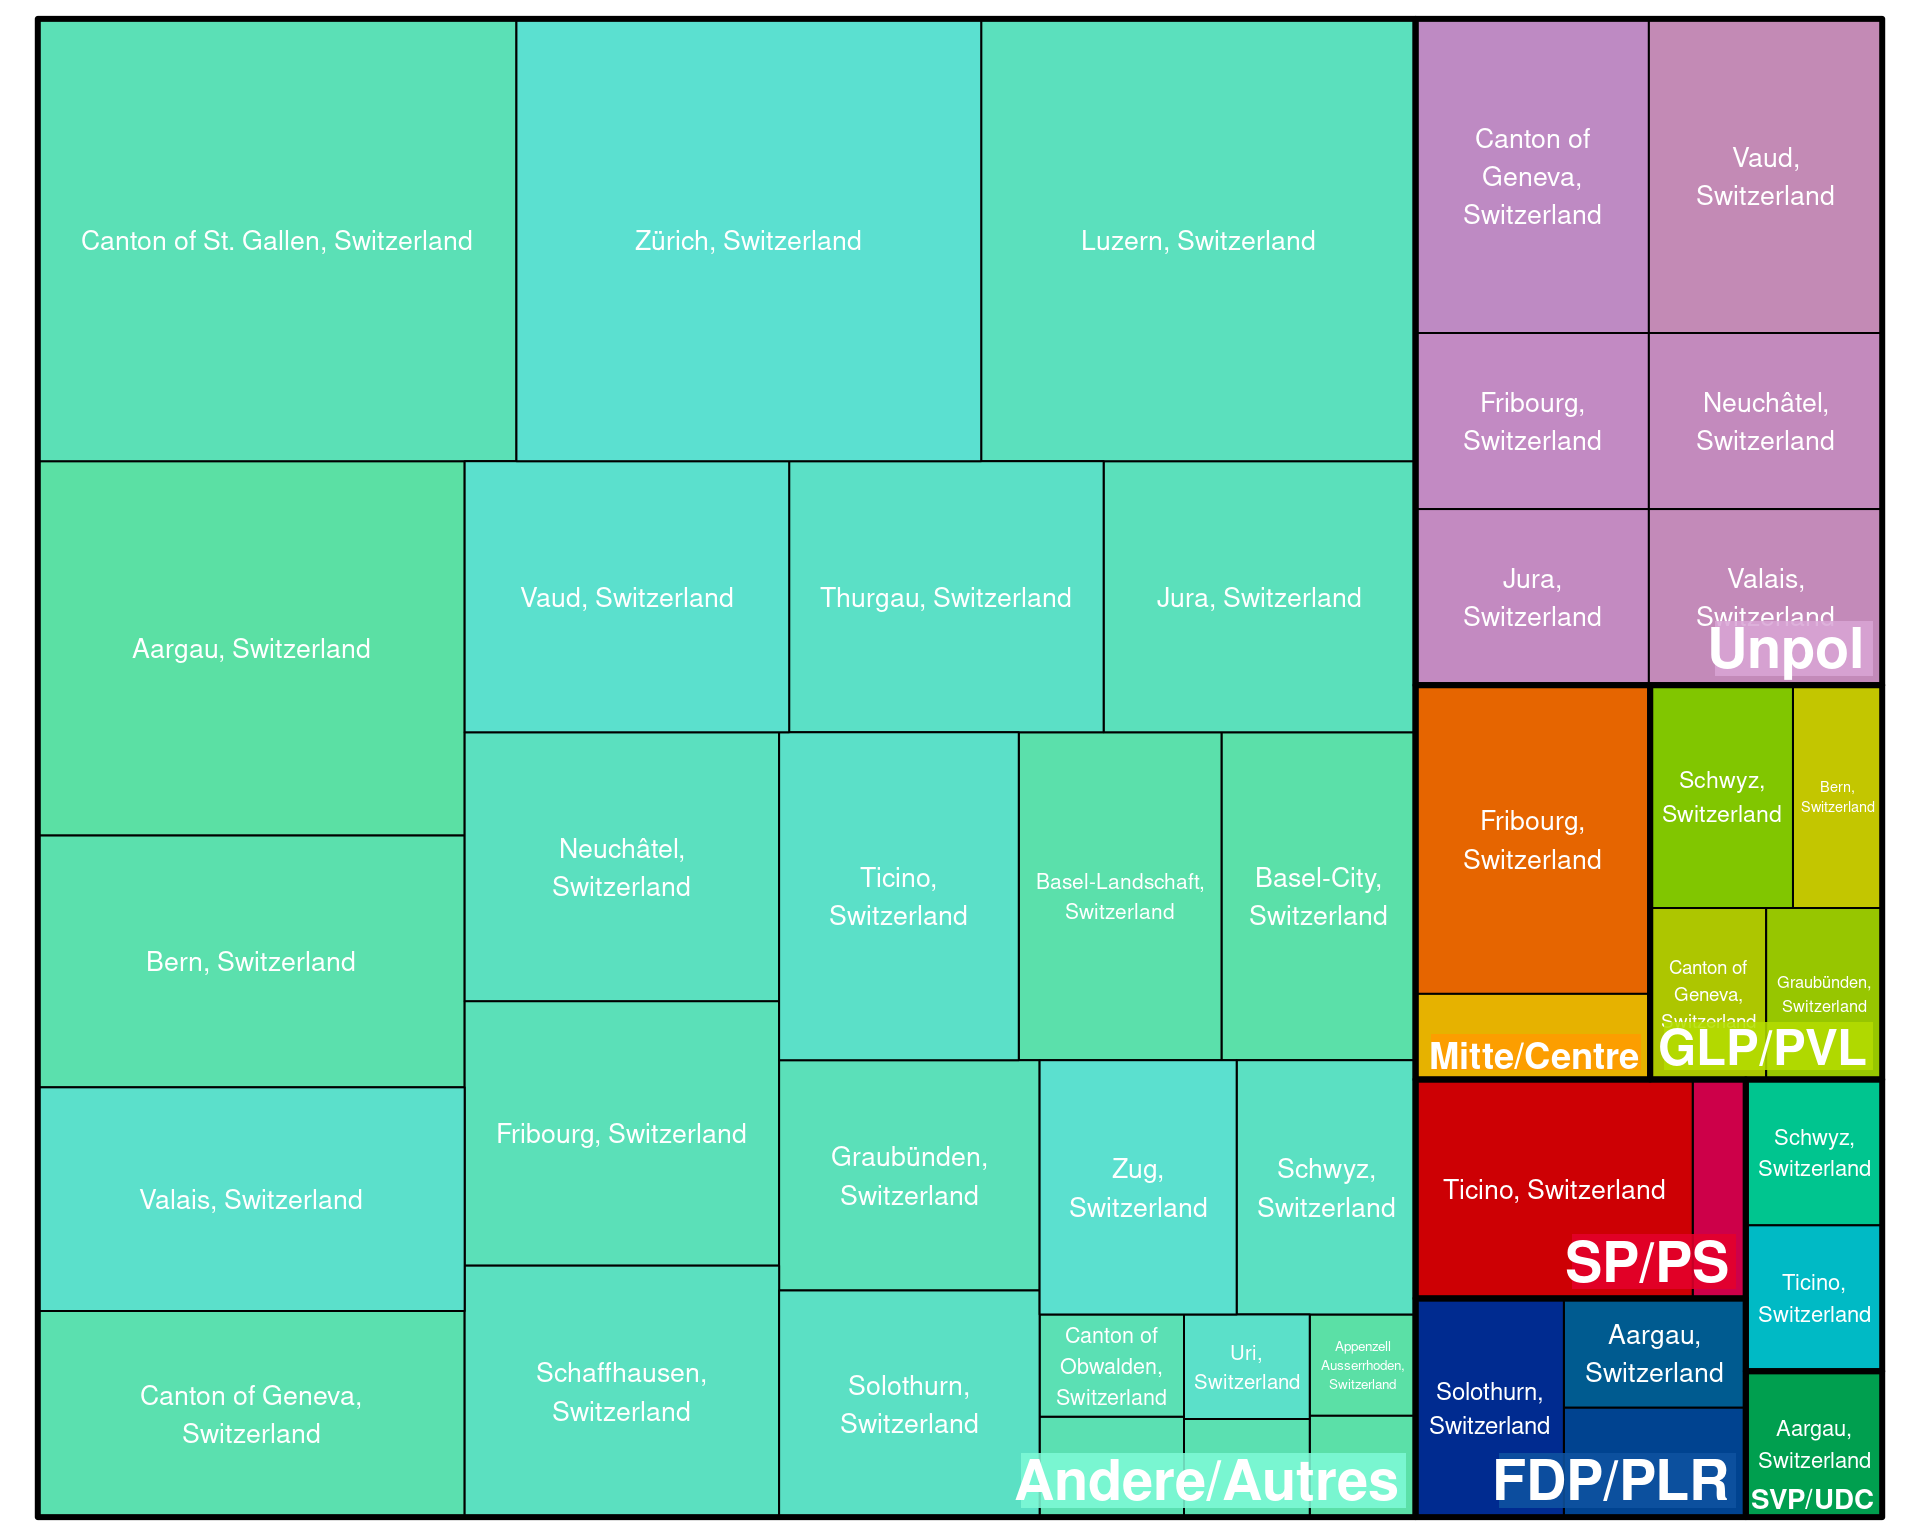 Canton of St. Gallen, Switzerland
Zürich, Switzerland
Luzern, Switzerland
Aargau, Switzerland
Vaud, Switzerland
Thurgau, Switzerland
Jura, Switzerland
Bern, Switzerland
Neuchâtel,
Switzerland
Ticino,
Switzerland
Basel-Landschaft,
Switzerland
Basel-City,
Switzerland
Valais, Switzerland
Fribourg, Switzerland
Graubünden,
Switzerland
Zug,
Switzerland
Schwyz,
Switzerland
Canton of Geneva,
Switzerland
Schaffhausen,
Switzerland
Solothurn,
Switzerland
Canton of
Obwalden,
Switzerland
Uri,
Switzerland
Appenzell
Ausserrhoden,
Switzerland
Andere/Autres
Canton of
Geneva,
Switzerland
Vaud,
Switzerland
Fribourg,
Switzerland
Neuchâtel,
Switzerland
Jura,
Switzerland
Valais,
Switzerland
Unpol
Fribourg,
Switzerland
Mitte/Centre
Schwyz,
Switzerland
Bern,
Switzerland
Canton of
Geneva,
Switzerland
Graubünden,
Switzerland
GLP/PVL
Ticino, Switzerland
SP/PS
Schwyz,
Switzerland
Ticino,
Switzerland
Solothurn,
Switzerland
Aargau,
Switzerland
FDP/PLR
Aargau,
Switzerland
SVP/UDC